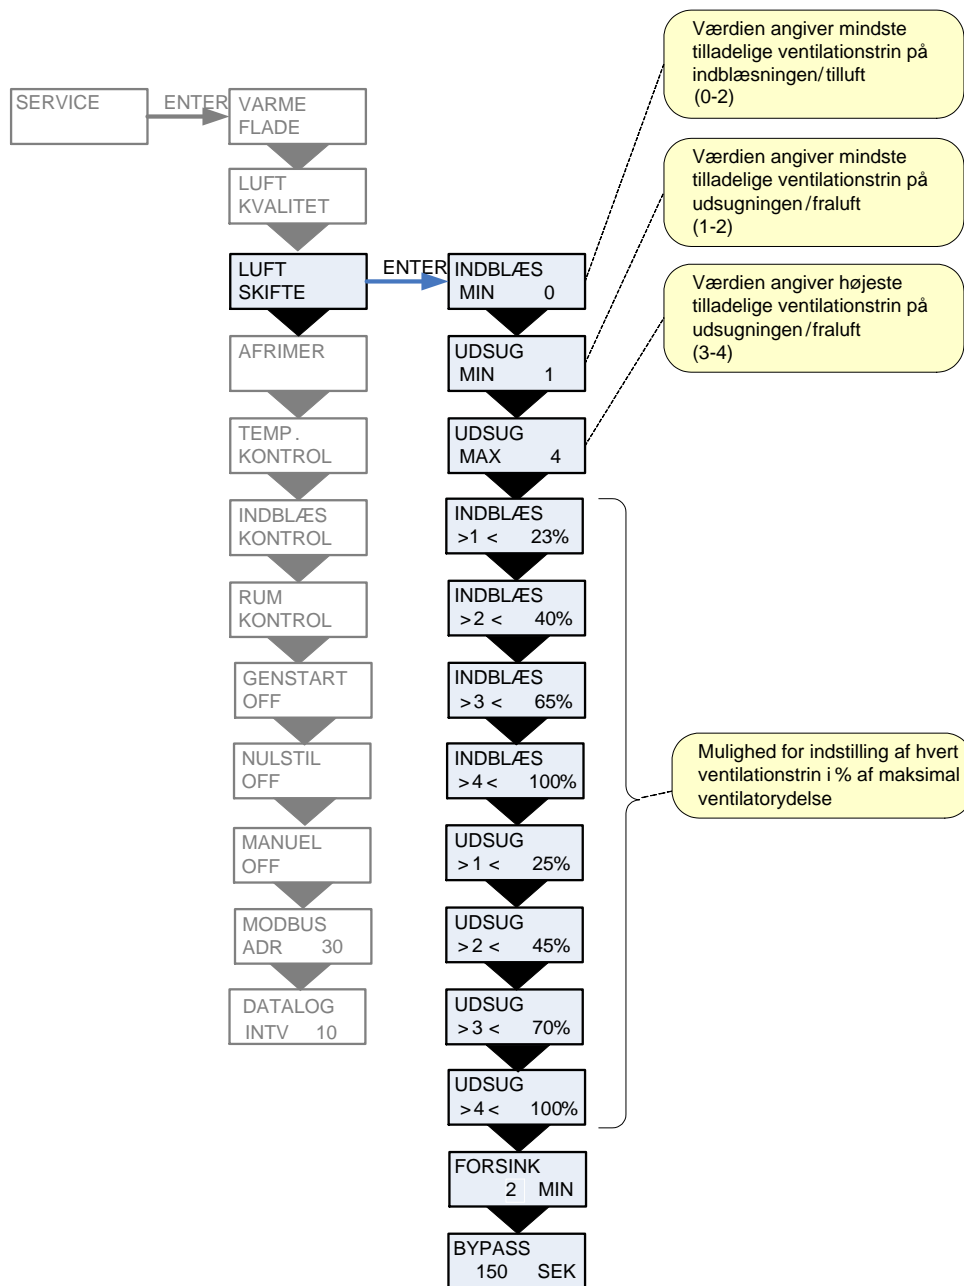 SERVICE
ENTER
VARME
FLADE
LUFT
KVALITET
LUFT
SKIFTE
AFRIMER
TEMP.
KONTROL
INDBLÆS
KONTROL
RUM
KONTROL
GENSTART
OFF
NULSTIL
OFF
MANUEL
OFF
MODBUS
ADR 30
DATALOG
INTV 10
ENTER
INDBLÆS
MIN 0
UDSUG
MIN 1
UDSUG
MAX 4
INDBLÆS
>1 < 23%
INDBLÆS
>2 < 40%
INDBLÆS
>3 < 65%
INDBLÆS
>4 < 100%
UDSUG
>1 < 25%
UDSUG
>2 < 45%
UDSUG
>3 < 70%
UDSUG
>4 < 100%
FORSINK
2 MIN
BYPASS
150 SEK
Værdien angiver mindste
tilladelige ventilationstrin på
indblæsningen/tilluft
(0-2)
Værdien angiver mindste
tilladelige ventilationstrin på
udsugningen/fraluft
(1-2)
Værdien angiver højeste
tilladelige ventilationstrin på
udsugningen/fraluft
(3-4)
Mulighed for indstilling af hvert
ventilationstrin i % af maksimal
ventilatorydelse